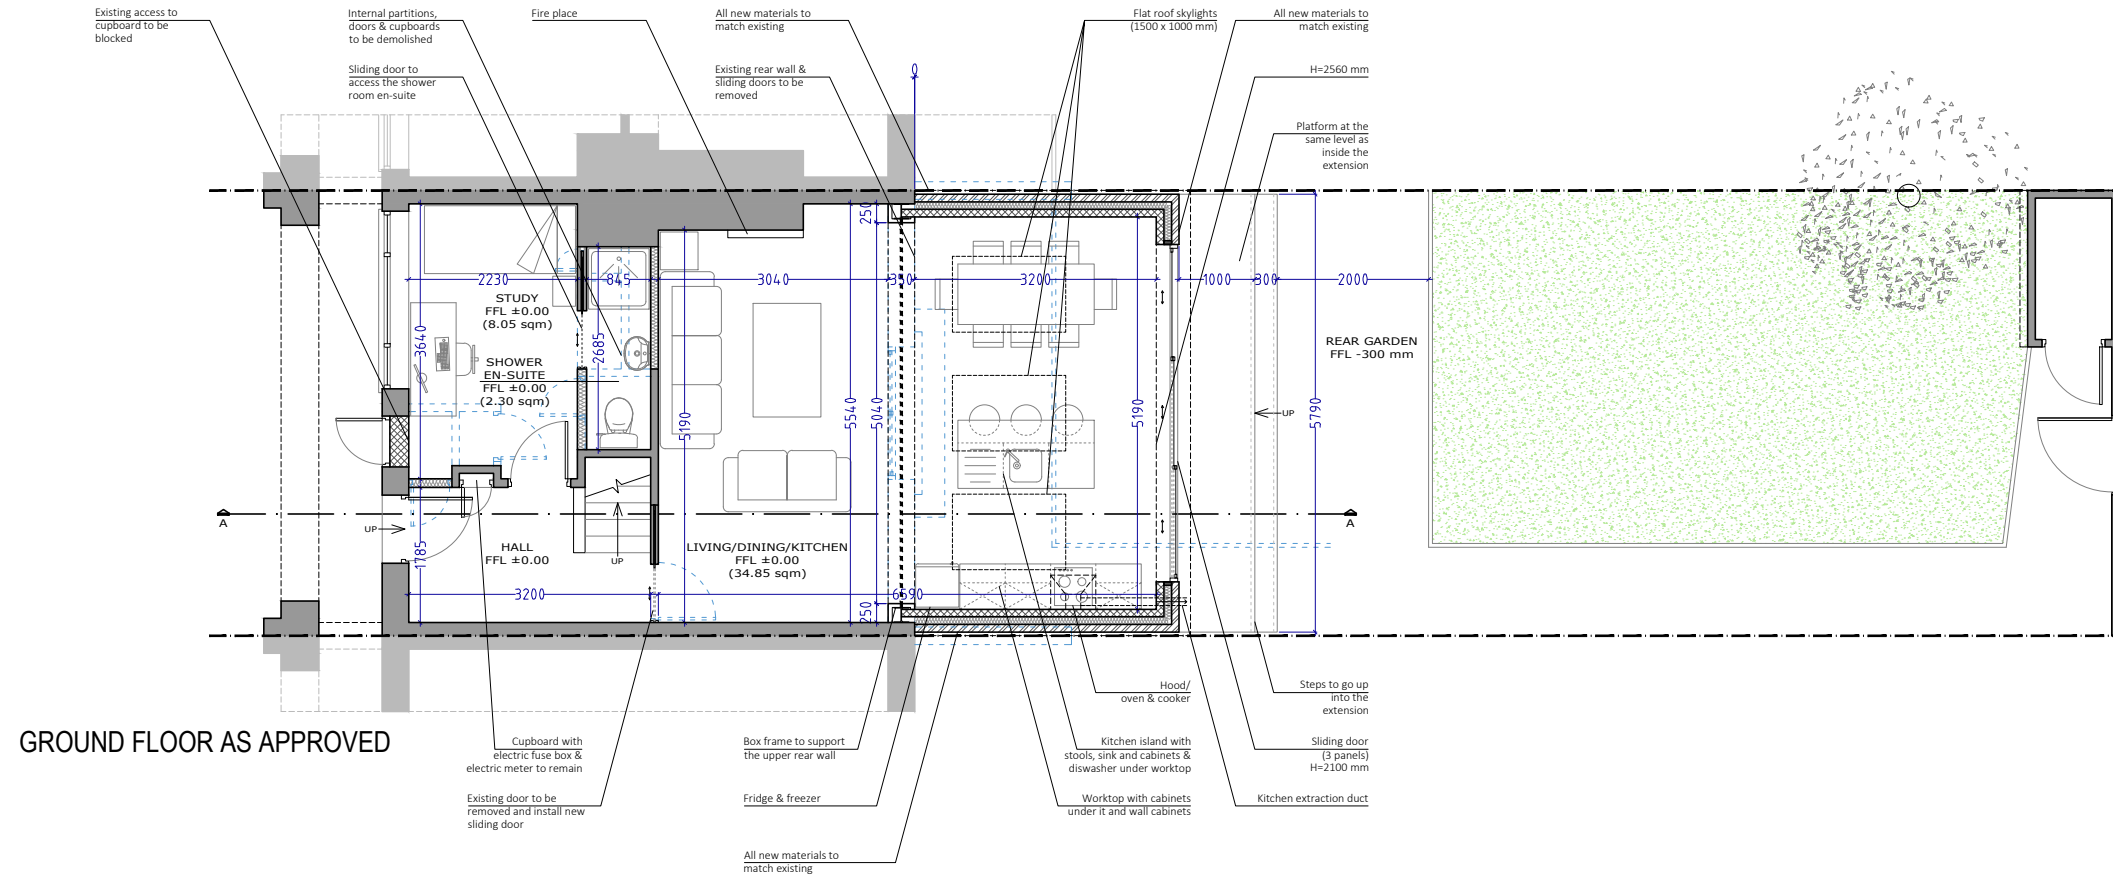 Existing access to
cupboard to be
blocked
Internal partitions,
doors & cupboards
to be demolished
Sliding door to
access the shower
room en-suite
Fire place
All new materials to
match existing
Existing rear wall &
sliding doors to be
removed
Flat roof skylights
(1500 x 1000 mm)
All new materials to
match existing
H=2560 mm
Platform at the
same level as
inside the
extension
0
250
2230
845
3040
350
3200
1000
300
2000
STUDY
FFL ±0.00
(8.05 sqm)
3640
2685
SHOWER
EN-SUITE
FFL ±0.00
(2.30 sqm)
5190
5540
5040
5190
5790
REAR GARDEN
FFL -300 mm
UP
A
A
UP
1785
HALL
FFL ±0.00
UP
LIVING/DINING/KITCHEN
FFL ±0.00
(34.85 sqm)
3200
6690
250
Hood/
oven & cooker
Steps to go up
into the
extension
GROUND FLOOR AS APPROVED
Cupboard with
electric fuse box &
electric meter to remain
Box frame to support
the upper rear wall
Kitchen island with
stools, sink and cabinets &
diswasher under worktop
Sliding door
(3 panels)
H=2100 mm
Existing door to be
removed and install new
sliding door
Fridge & freezer
Worktop with cabinets
under it and wall cabinets
Kitchen extraction duct
All new materials to
match existing